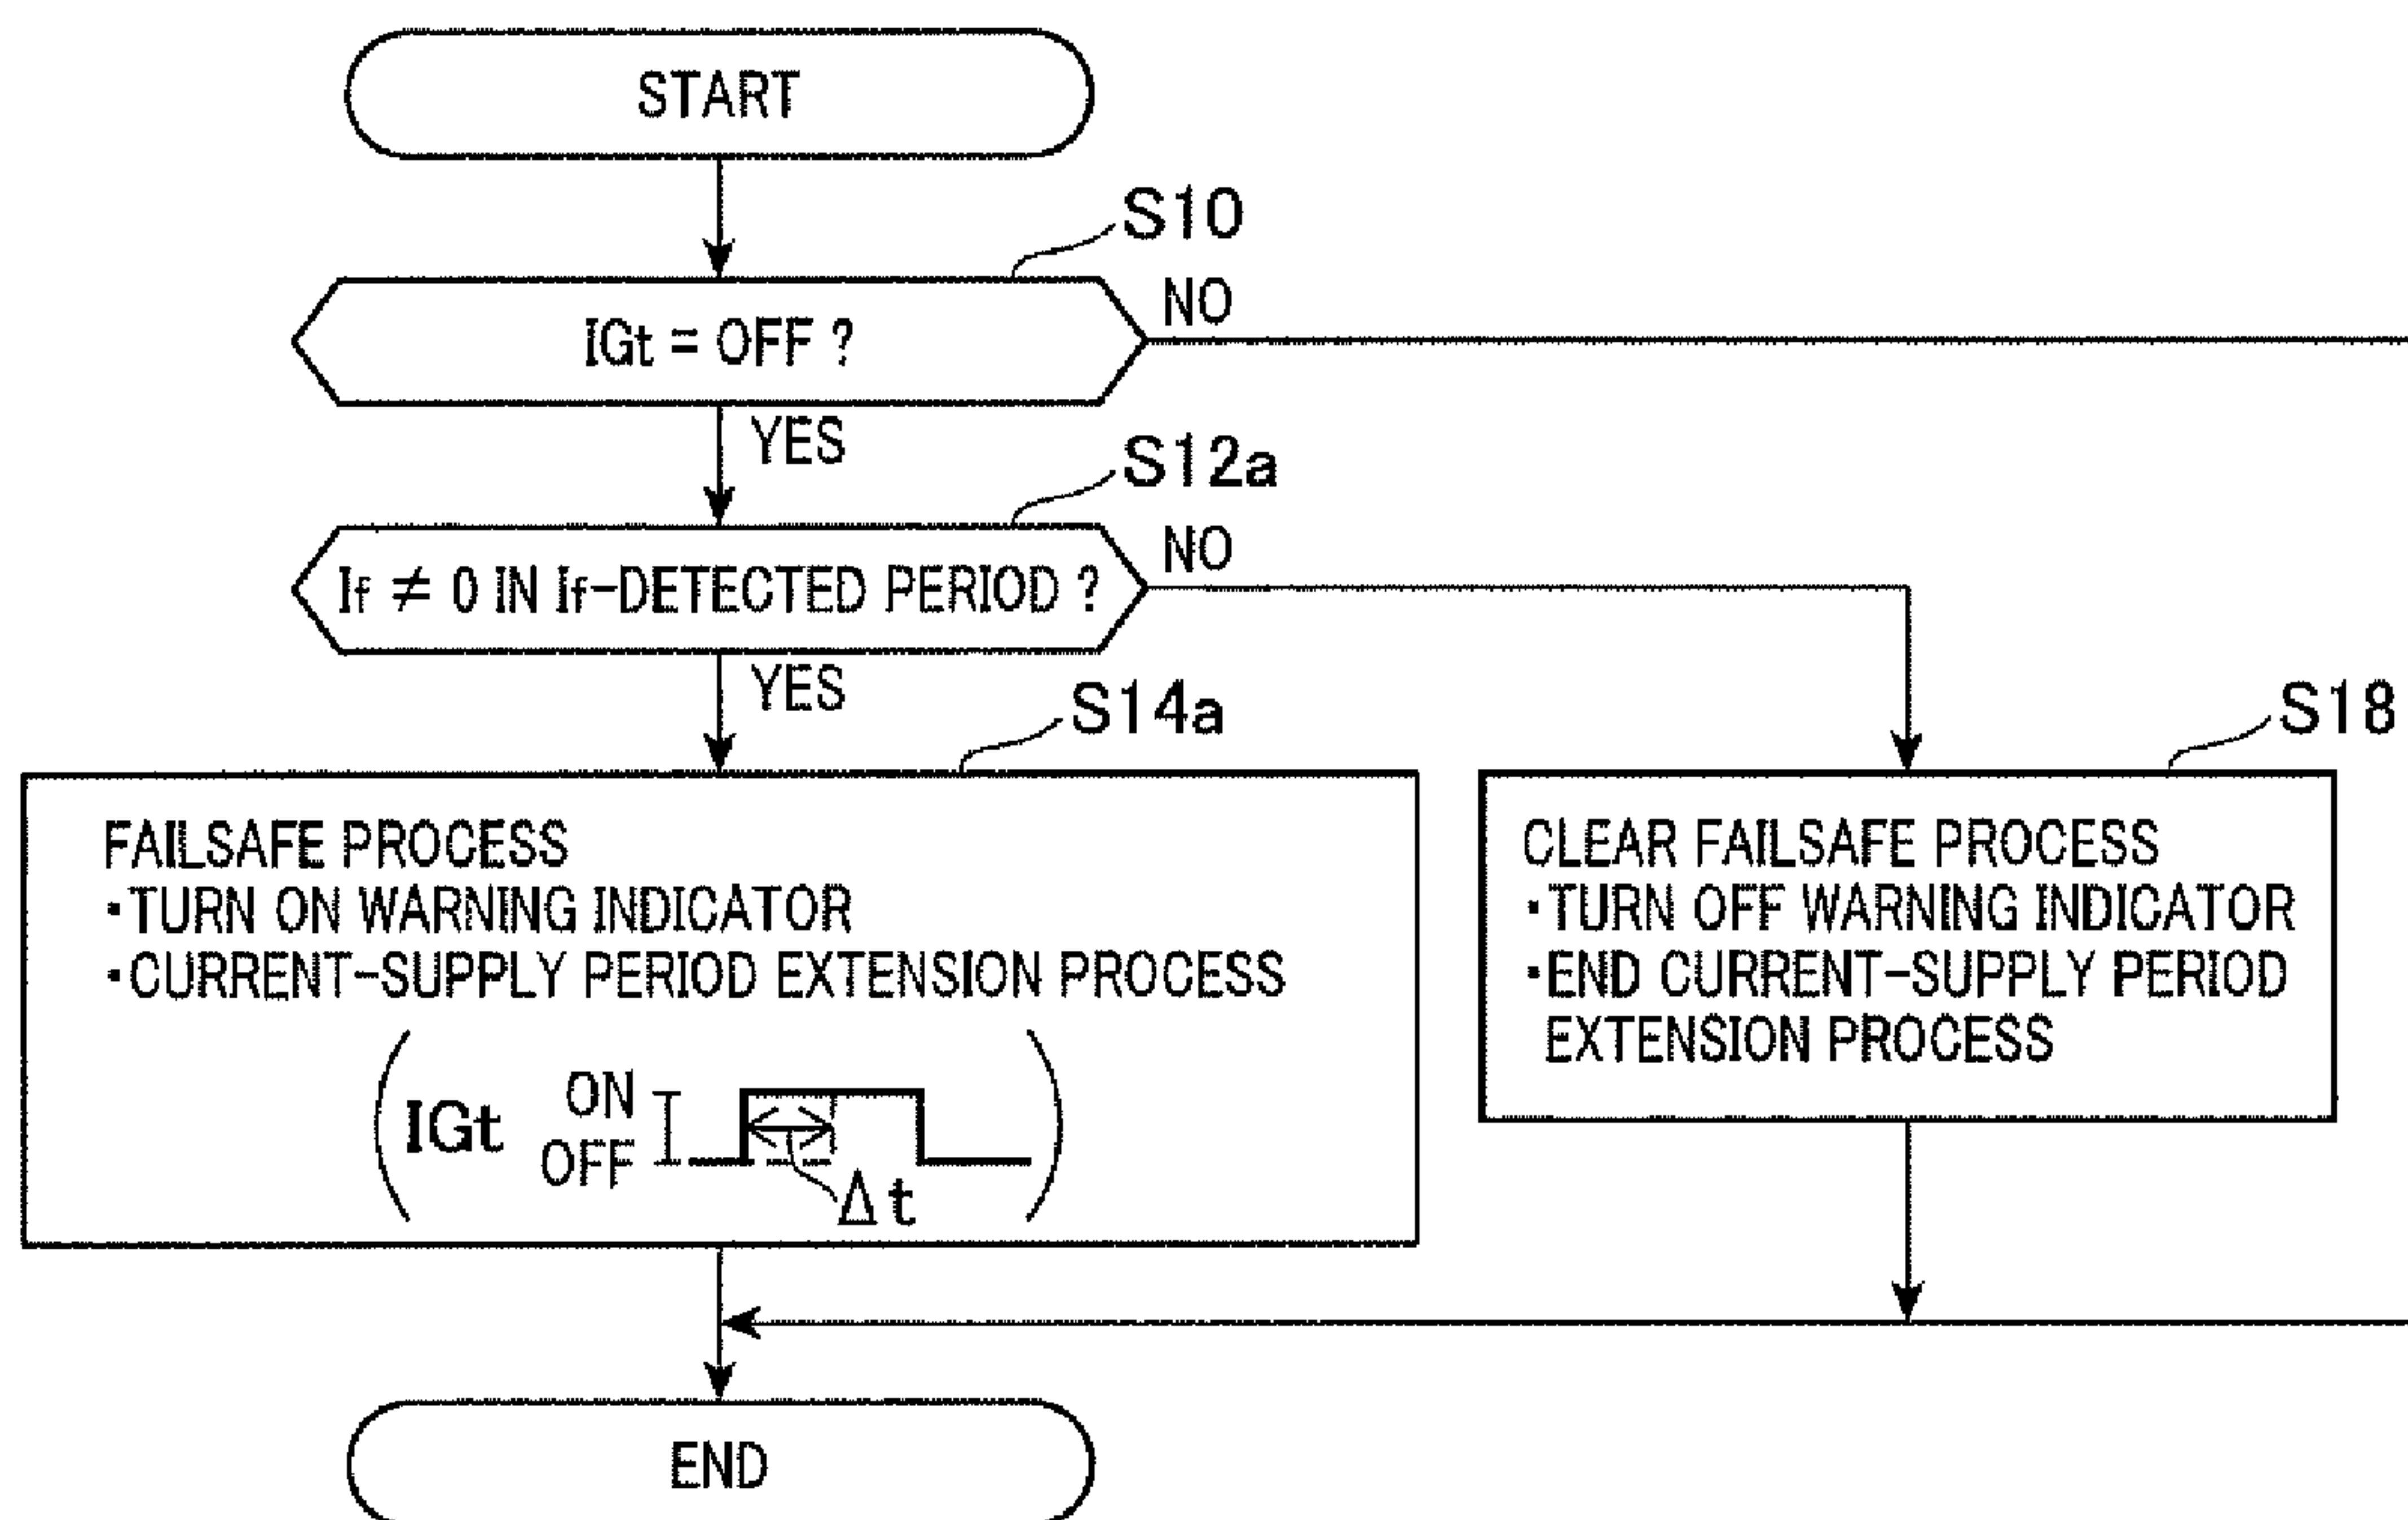 START
S10
IGt = OFF ?
NO
YES
S12a
If ≠ 0 IN If-DETECTED PERIOD ?
NO
YES
S14a
FAILSAFE PROCESS
・TURN ON WARNING INDICATOR
・CURRENT-SUPPLY PERIOD EXTENSION PROCESS
IGt
ON
OFF
Δt
S18
CLEAR FAILSAFE PROCESS
・TURN OFF WARNING INDICATOR
・END CURRENT-SUPPLY PERIOD
EXTENSION PROCESS
END